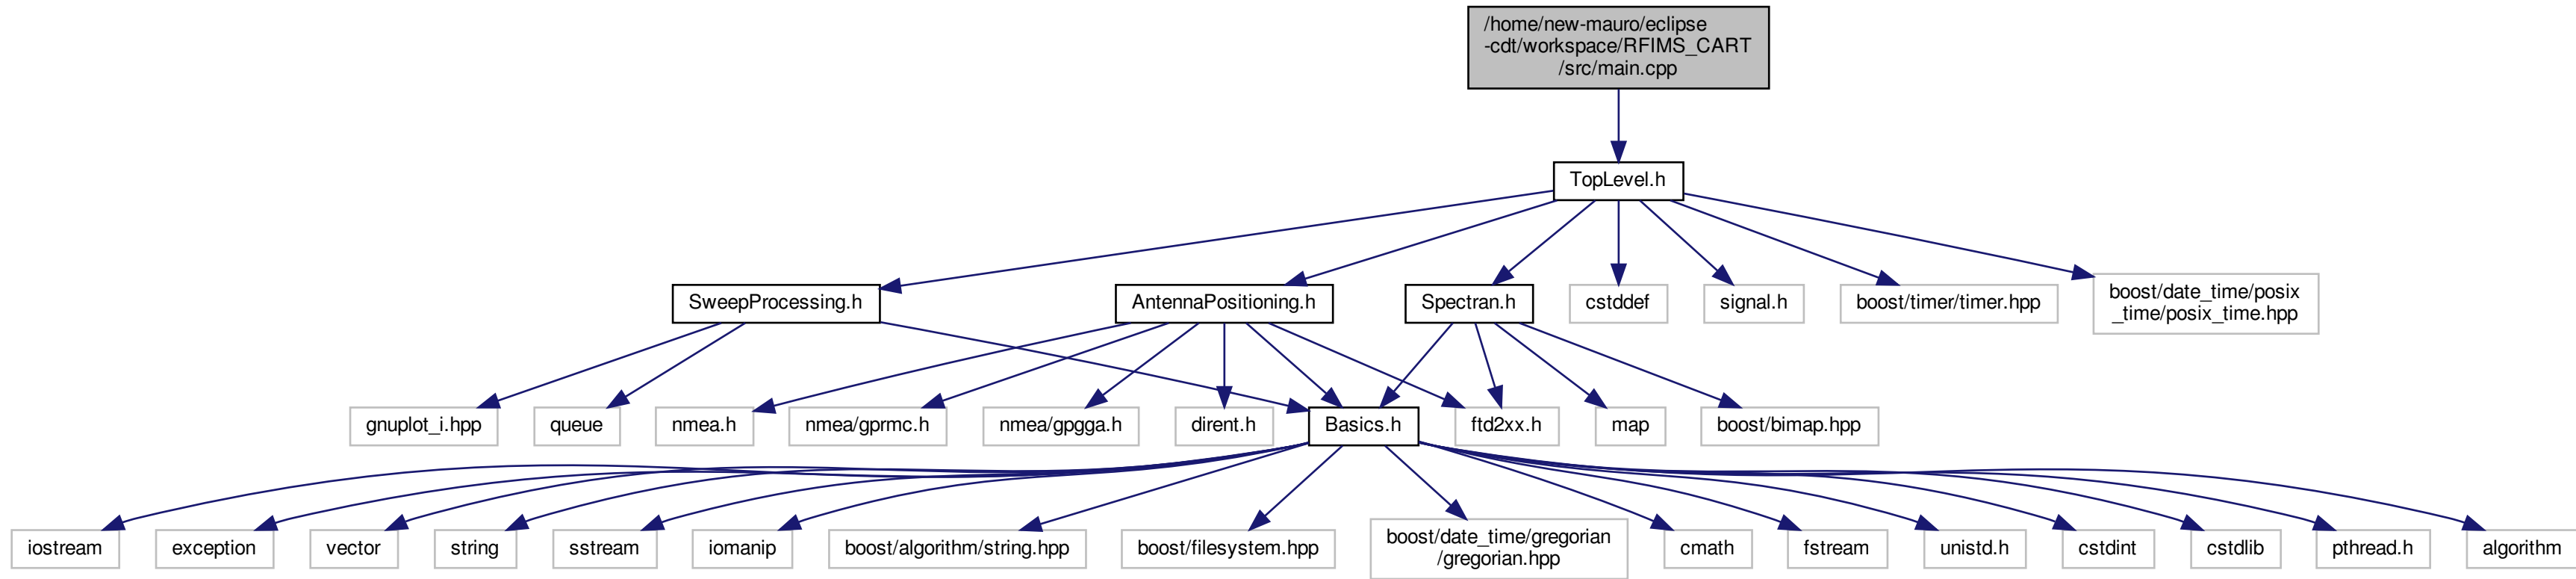 /home/new-mauro/eclipse
-cdt/workspace/RFIMS_CART
/src/main.cpp
TopLevel.h
SweepProcessing.h
AntennaPositioning.h
Spectran.h
cstddef
signal.h
boost/timer/timer.hpp
boost/date_time/posix
_time/posix_time.hpp
gnuplot_i.hpp
queue
nmea.h
nmea/gprmc.h
nmea/gpgga.h
dirent.h
Basics.h
ftd2xx.h
map
boost/bimap.hpp
iostream
exception
vector
string
sstream
iomanip
boost/algorithm/string.hpp
boost/filesystem.hpp
boost/date_time/gregorian
/gregorian.hpp
cmath
fstream
unistd.h
cstdint
cstdlib
pthread.h
algorithm